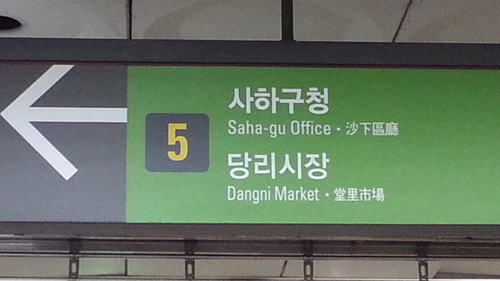 5
사하구청
Saha-gu Office · 沙下區廳
당리시장
Dangni Market · 堂里市場